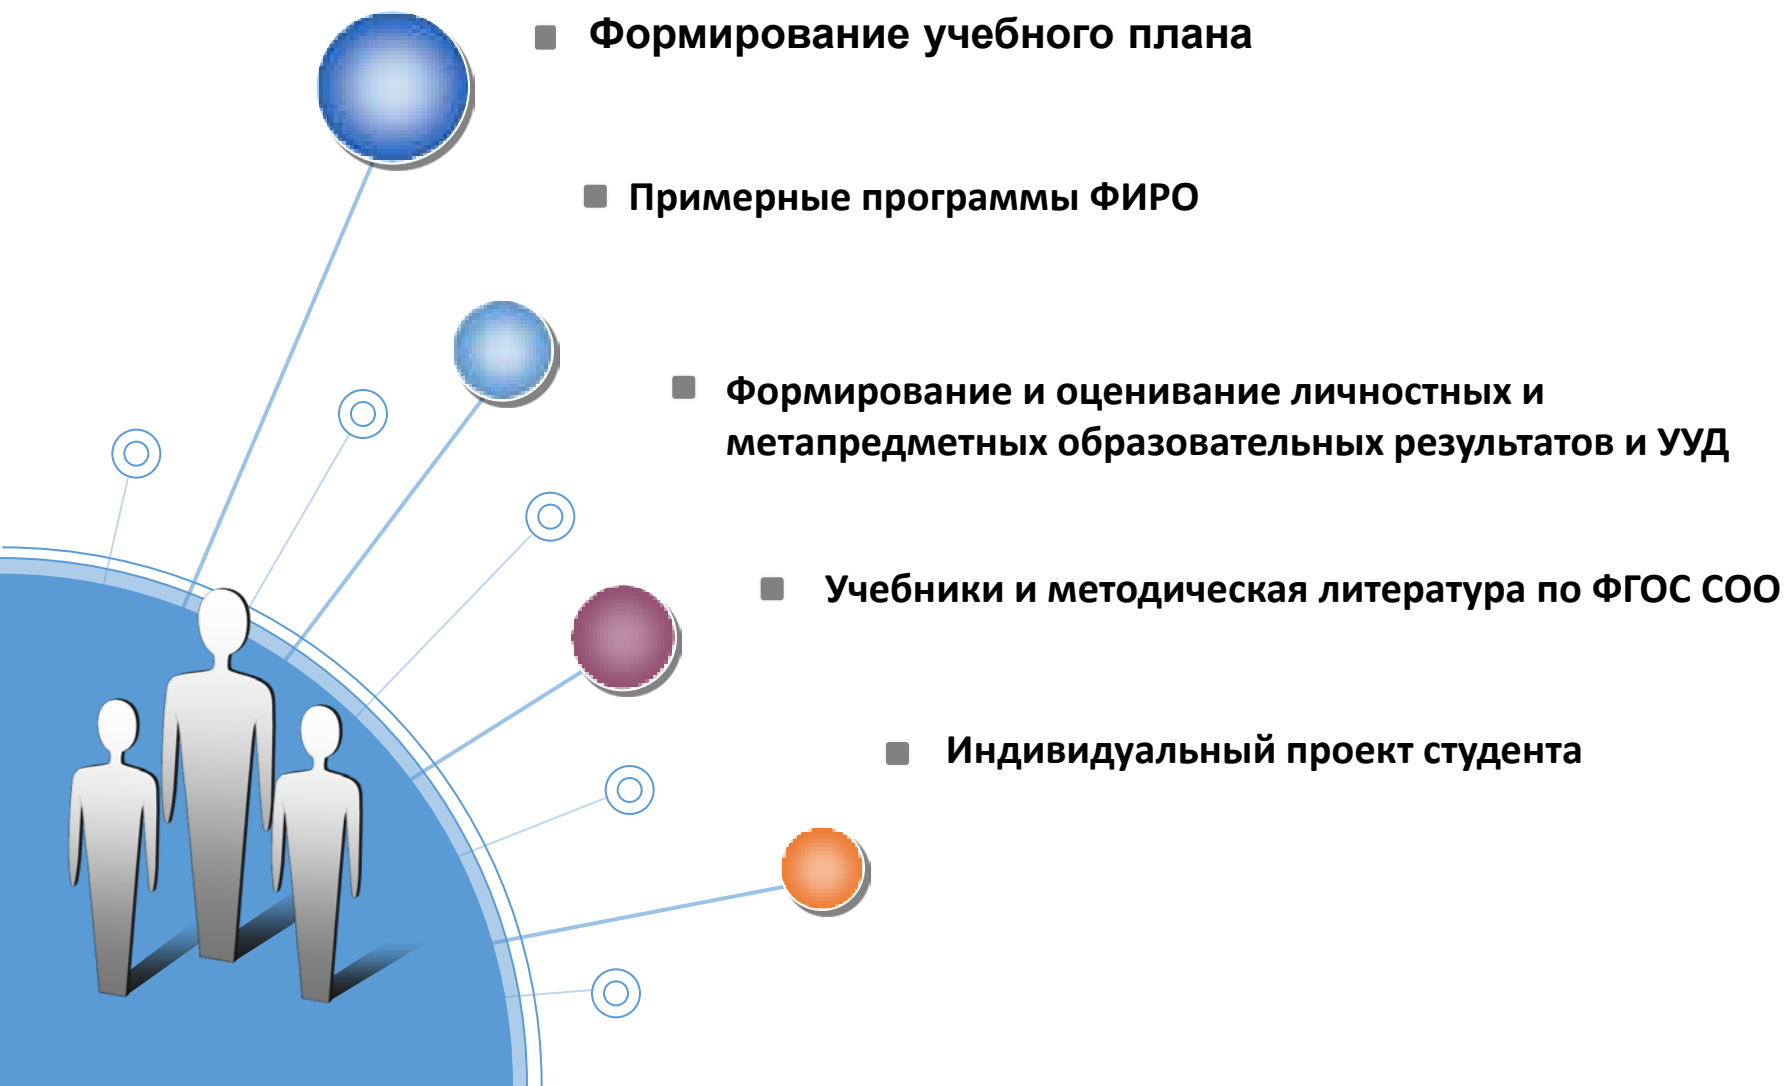 Формирование учебного плана
Примерные программы ФИРО
Формирование и оценивание личностных и
метапредметных образовательных результатов и УУД
Учебники и методическая литература по ФГОС СОО
Индивидуальный проект студента